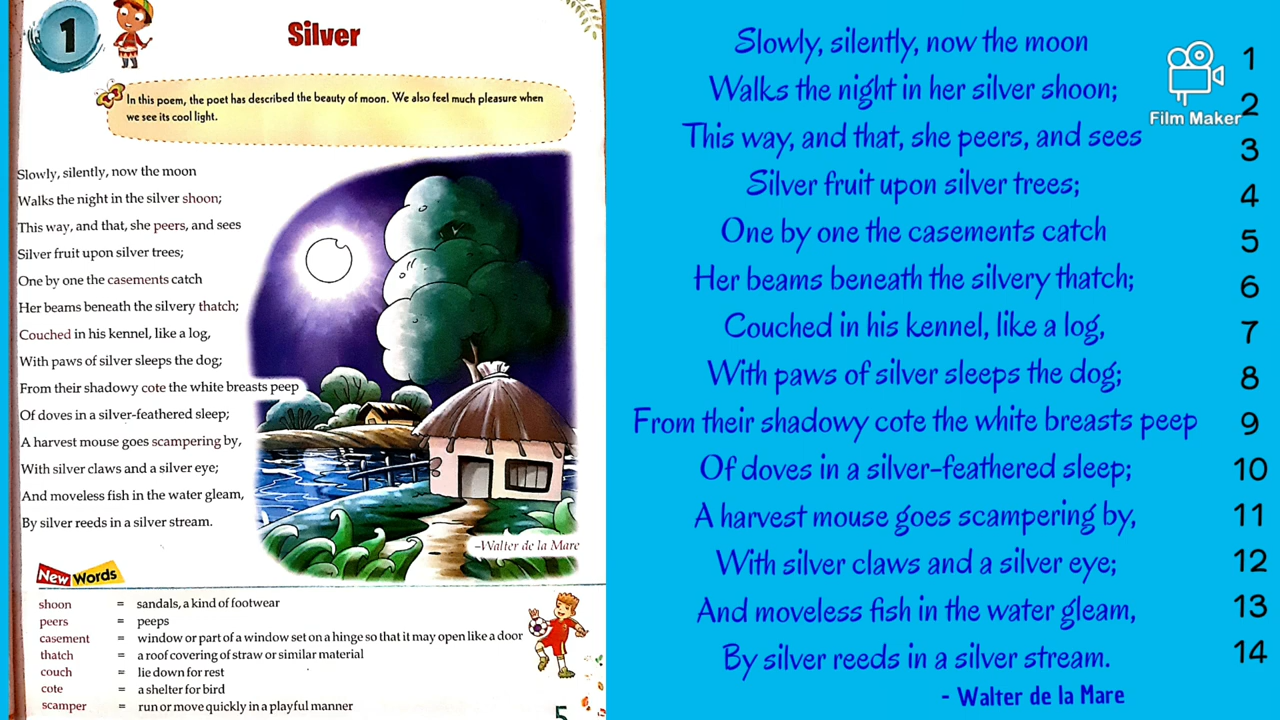 1
Silver
In this poem, the poet has described the beauty of moon. We also feel much pleasure when
we see its cool light.
Slowly, silently, now the moon
Walks the night in the silver shoon;
This way, and that, she peers, and sees
Silver fruit upon silver trees;
One by one the casements catch
Her beams beneath the silvery thatch;
Couched in his kennel, like a log,
With paws of silver sleeps the dog;
From their shadowy cote the white breasts peep
Of doves in a silver-feathered sleep;
A harvest mouse goes scampering by,
With silver claws and a silver eye;
And moveless fish in the water gleam,
By silver reeds in a silver stream.
–Walter de la Mare
New Words
shoon = sandals, a kind of footwear
peers = peeps
casement = window or part of a window set on a hinge so that it may open like a door
thatch = a roof covering of straw or similar material
couch = lie down for rest
cote = a shelter for bird
scamper = run or move quickly in a playful manner
5
Slowly, silently, now the moon 1
Walks the night in her silver shoon; 2
Film Maker
This way, and that, she peers, and sees 3
Silver fruit upon silver trees; 4
One by one the casements catch 5
Her beams beneath the silvery thatch; 6
Couched in his kennel, like a log, 7
With paws of silver sleeps the dog; 8
From their shadowy cote the white breasts peep 9
Of doves in a silver-feathered sleep; 10
A harvest mouse goes scampering by, 11
With silver claws and a silver eye; 12
And moveless fish in the water gleam, 13
By silver reeds in a silver stream. 14
- Walter de la Mare